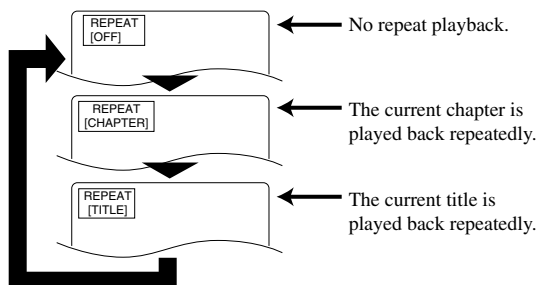 REPEAT
[OFF]
No repeat playback.
REPEAT
[CHAPTER]
The current chapter is
played back repeatedly.
REPEAT
[TITLE]
The current title is
played back repeatedly.